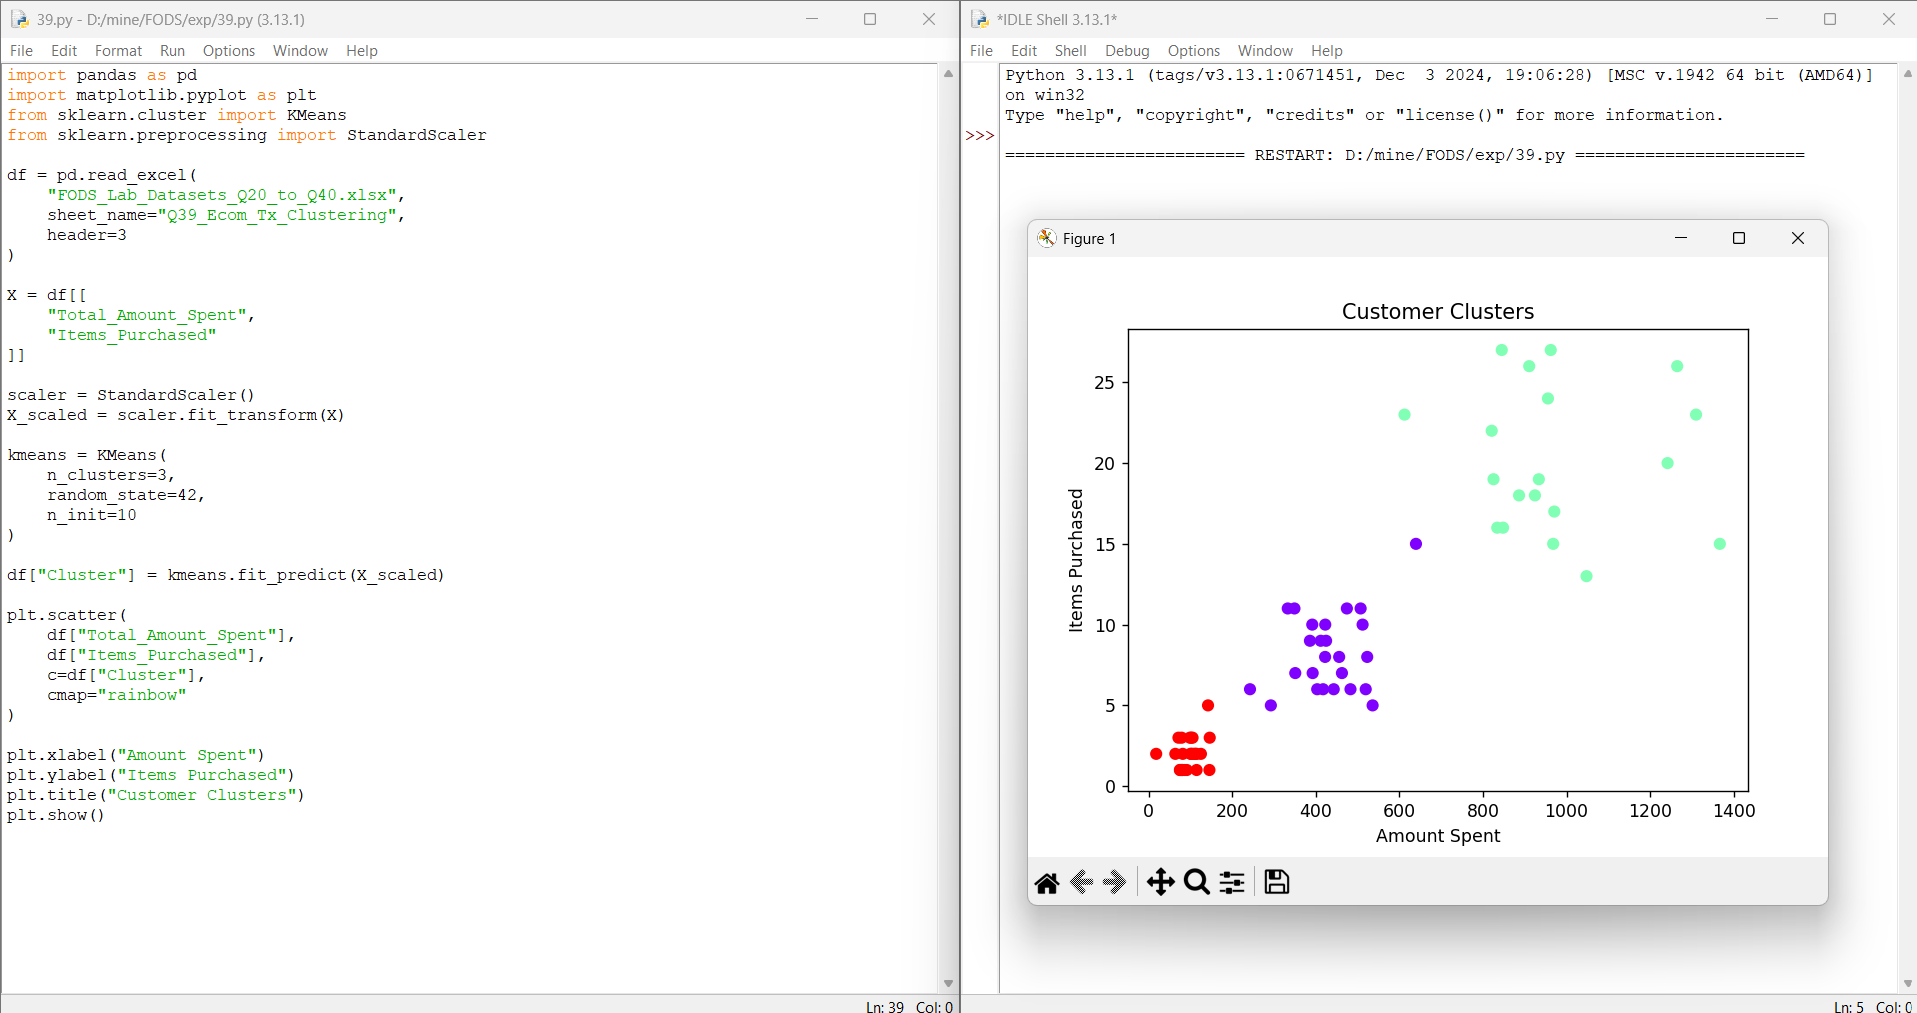 39.py - D:/mine/FODS/exp/39.py (3.13.1)
File Edit Format Run Options Window Help
import pandas as pd
import matplotlib.pyplot as plt
from sklearn.cluster import KMeans
from sklearn.preprocessing import StandardScaler
df = pd.read_excel(
    "FODS_Lab_Datasets_Q20_to_Q40.xlsx",
    sheet_name="Q39_Ecom_Tx_Clustering",
    header=3
)
X = df[[
    "Total_Amount_Spent",
    "Items_Purchased"
]]
scaler = StandardScaler()
X_scaled = scaler.fit_transform(X)
kmeans = KMeans(
    n_clusters=3,
    random_state=42,
    n_init=10
)
df["Cluster"] = kmeans.fit_predict(X_scaled)
plt.scatter(
    df["Total_Amount_Spent"],
    df["Items_Purchased"],
    c=df["Cluster"],
    cmap="rainbow"
)
plt.xlabel("Amount Spent")
plt.ylabel("Items Purchased")
plt.title("Customer Clusters")
plt.show()
Ln: 39 Col: 0
*IDLE Shell 3.13.1*
File Edit Shell Debug Options Window Help
Python 3.13.1 (tags/v3.13.1:0671451, Dec  3 2024, 19:06:28) [MSC v.1942 64 bit (AMD64)]
on win32
Type "help", "copyright", "credits" or "license()" for more information.
>>>
======================== RESTART: D:/mine/FODS/exp/39.py =======================
Figure 1
Customer Clusters
Items Purchased
25
20
15
10
5
0
0 200 400 600 800 1000 1200 1400
Amount Spent
Ln: 5 Col: 0